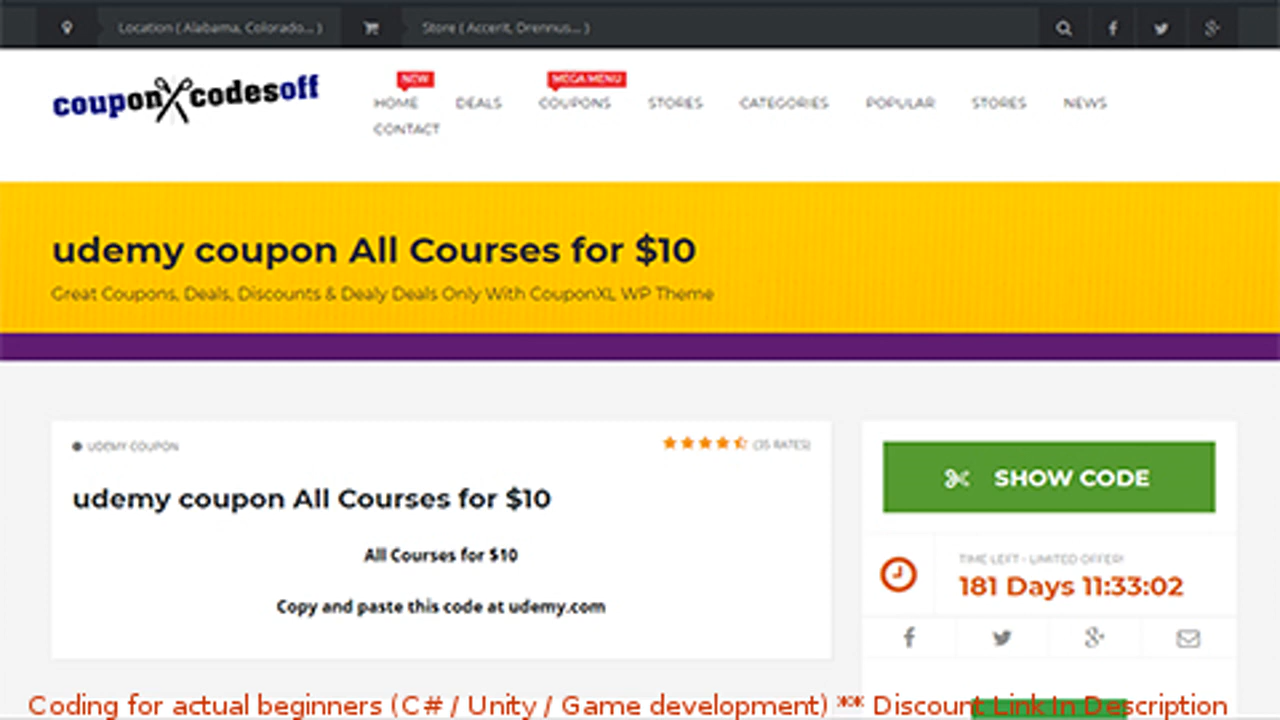 Location ( Alabama, Colorado... ) Store ( Accerit, Drennus... )
NEW MEGA MENU
couponXcodesoff
HOME DEALS COUPONS STORES CATEGORIES POPULAR STORES NEWS
CONTACT
udemy coupon All Courses for $10
Great Coupons, Deals, Discounts & Dealy Deals Only With CouponXL WP Theme
UDEMY COUPON (35 RATES)
udemy coupon All Courses for $10
All Courses for $10
Copy and paste this code at udemy.com
SHOW CODE
TIME LEFT - LIMITED OFFER!
181 Days 11:33:02
Coding for actual beginners (C# / Unity / Game development) ** Discount Link In Description